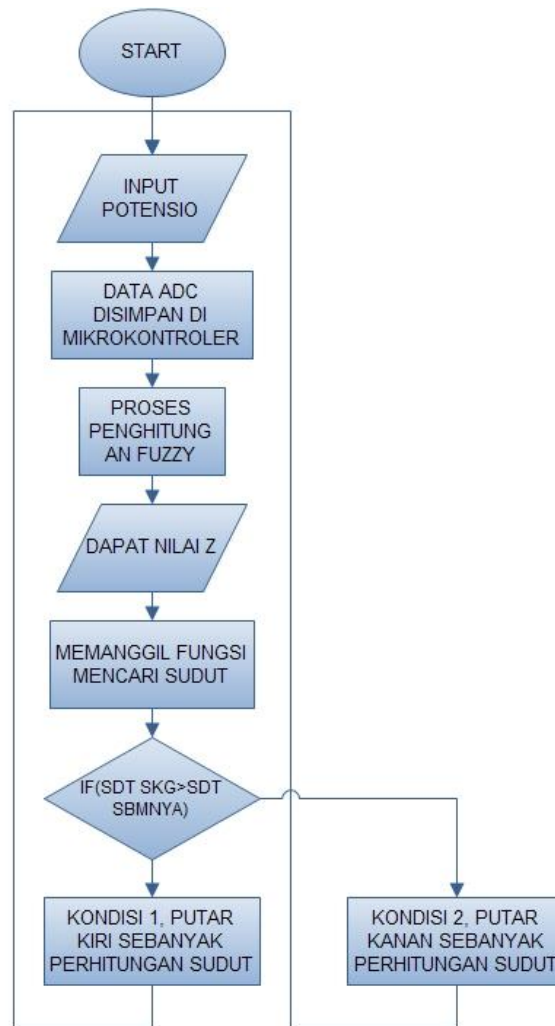 START
INPUT
POTENSIO
DATA ADC
DISIMPAN DI
MIKROKONTROLER
PROSES
PENGHITUNG
AN FUZZY
DAPAT NILAI Z
MEMANGGIL FUNGSI
MENCARI SUDUT
IF(SDT SKG>SDT
SBMNYA)
KONDISI 1, PUTAR
KIRI SEBANYAK
PERHITUNGAN SUDUT
KONDISI 2, PUTAR
KANAN SEBANYAK
PERHITUNGAN SUDUT